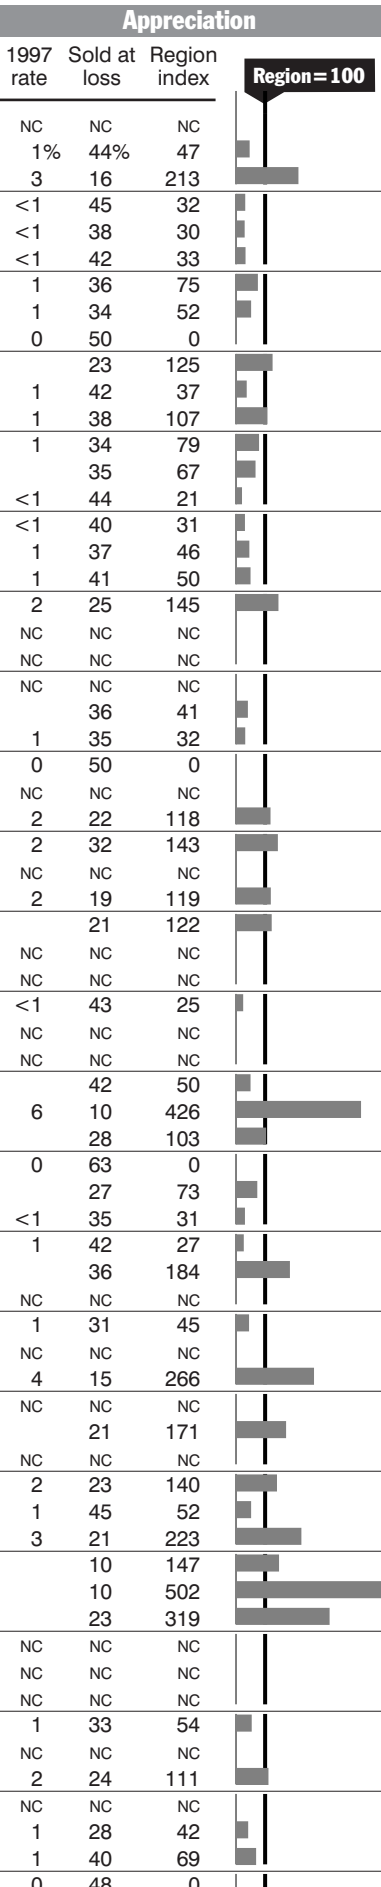 Appreciation
1997 Sold at Region
rate loss index
Region=100
NC NC NC
1% 44% 47
3 16 213
<1 45 32
<1 38 30
<1 42 33
1 36 75
1 34 52
0 50 0
23 125
1 42 37
1 38 107
1 34 79
35 67
<1 44 21
<1 40 31
1 37 46
1 41 50
2 25 145
NC NC NC
NC NC NC
NC NC NC
36 41
1 35 32
0 50 0
NC NC NC
2 22 118
2 32 143
NC NC NC
2 19 119
21 122
NC NC NC
NC NC NC
<1 43 25
NC NC NC
NC NC NC
42 50
6 10 426
28 103
0 63 0
27 73
<1 35 31
1 42 27
36 184
NC NC NC
1 31 45
NC NC NC
4 15 266
NC NC NC
21 171
NC NC NC
2 23 140
1 45 52
3 21 223
10 147
10 502
23 319
NC NC NC
NC NC NC
NC NC NC
1 33 54
NC NC NC
2 24 111
NC NC NC
1 28 42
1 40 69
0 48 0